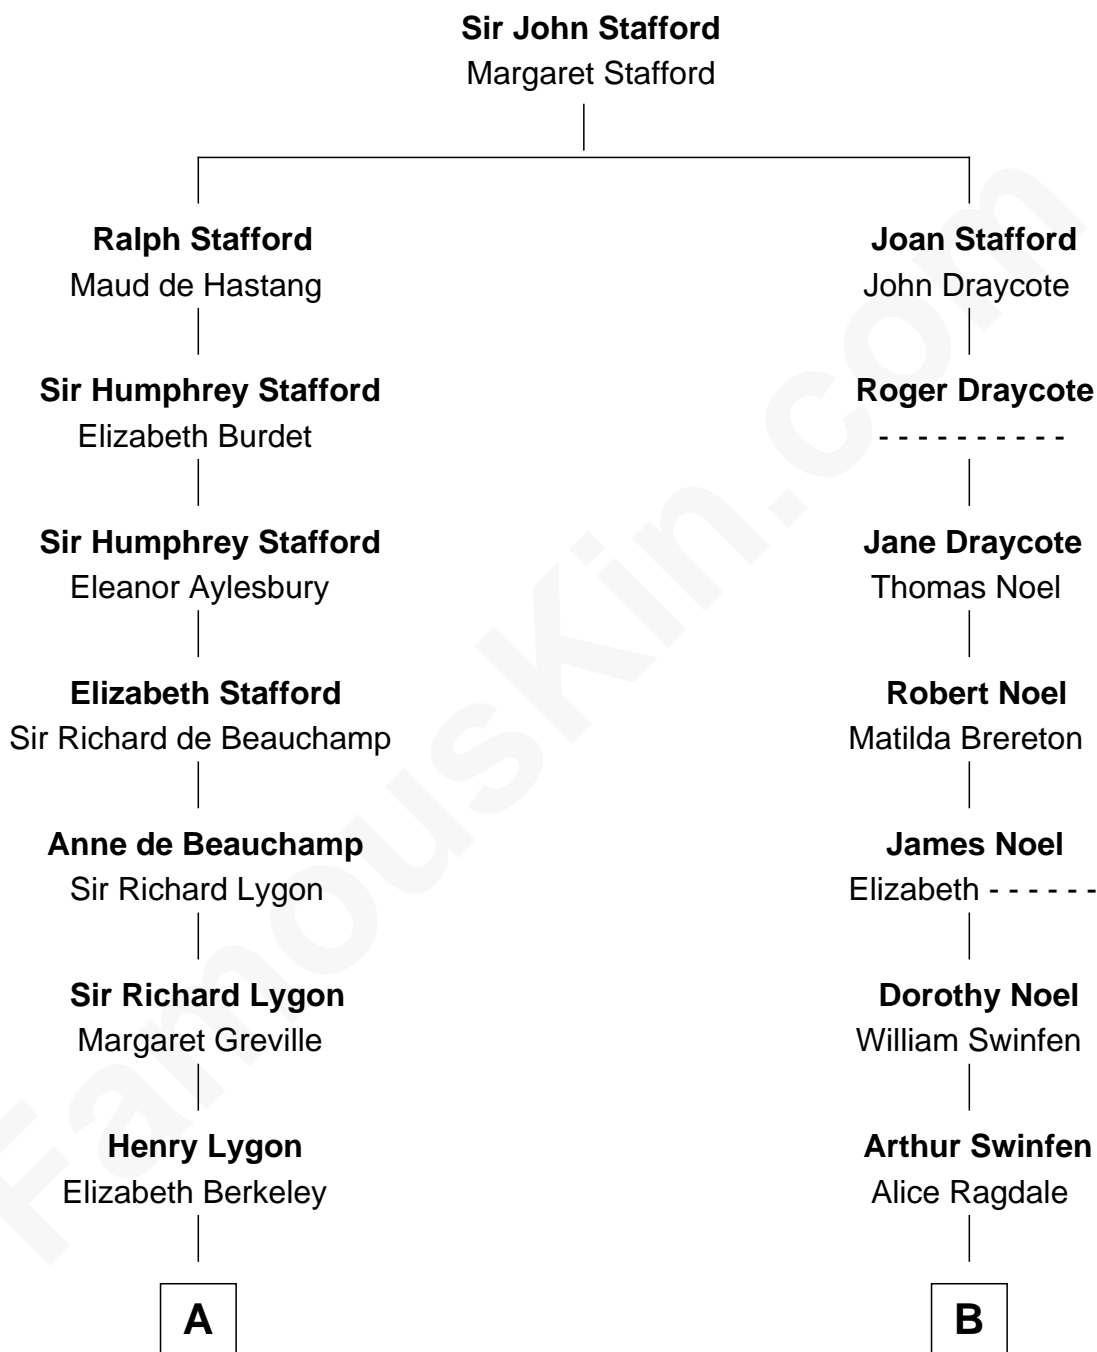 Sir John Stafford
Margaret Stafford
Ralph Stafford
Maud de Hastang
Sir Humphrey Stafford
Elizabeth Burdet
Sir Humphrey Stafford
Eleanor Aylesbury
Elizabeth Stafford
Sir Richard de Beauchamp
Anne de Beauchamp
Sir Richard Lygon
Sir Richard Lygon
Margaret Greville
Henry Lygon
Elizabeth Berkeley
A
Joan Stafford
John Draycote
Roger Draycote
- - - - - - - - - -
Jane Draycote
Thomas Noel
Robert Noel
Matilda Brereton
James Noel
Elizabeth - - - - - -
Dorothy Noel
William Swinfen
Arthur Swinfen
Alice Ragdale
B
FamousKin.com